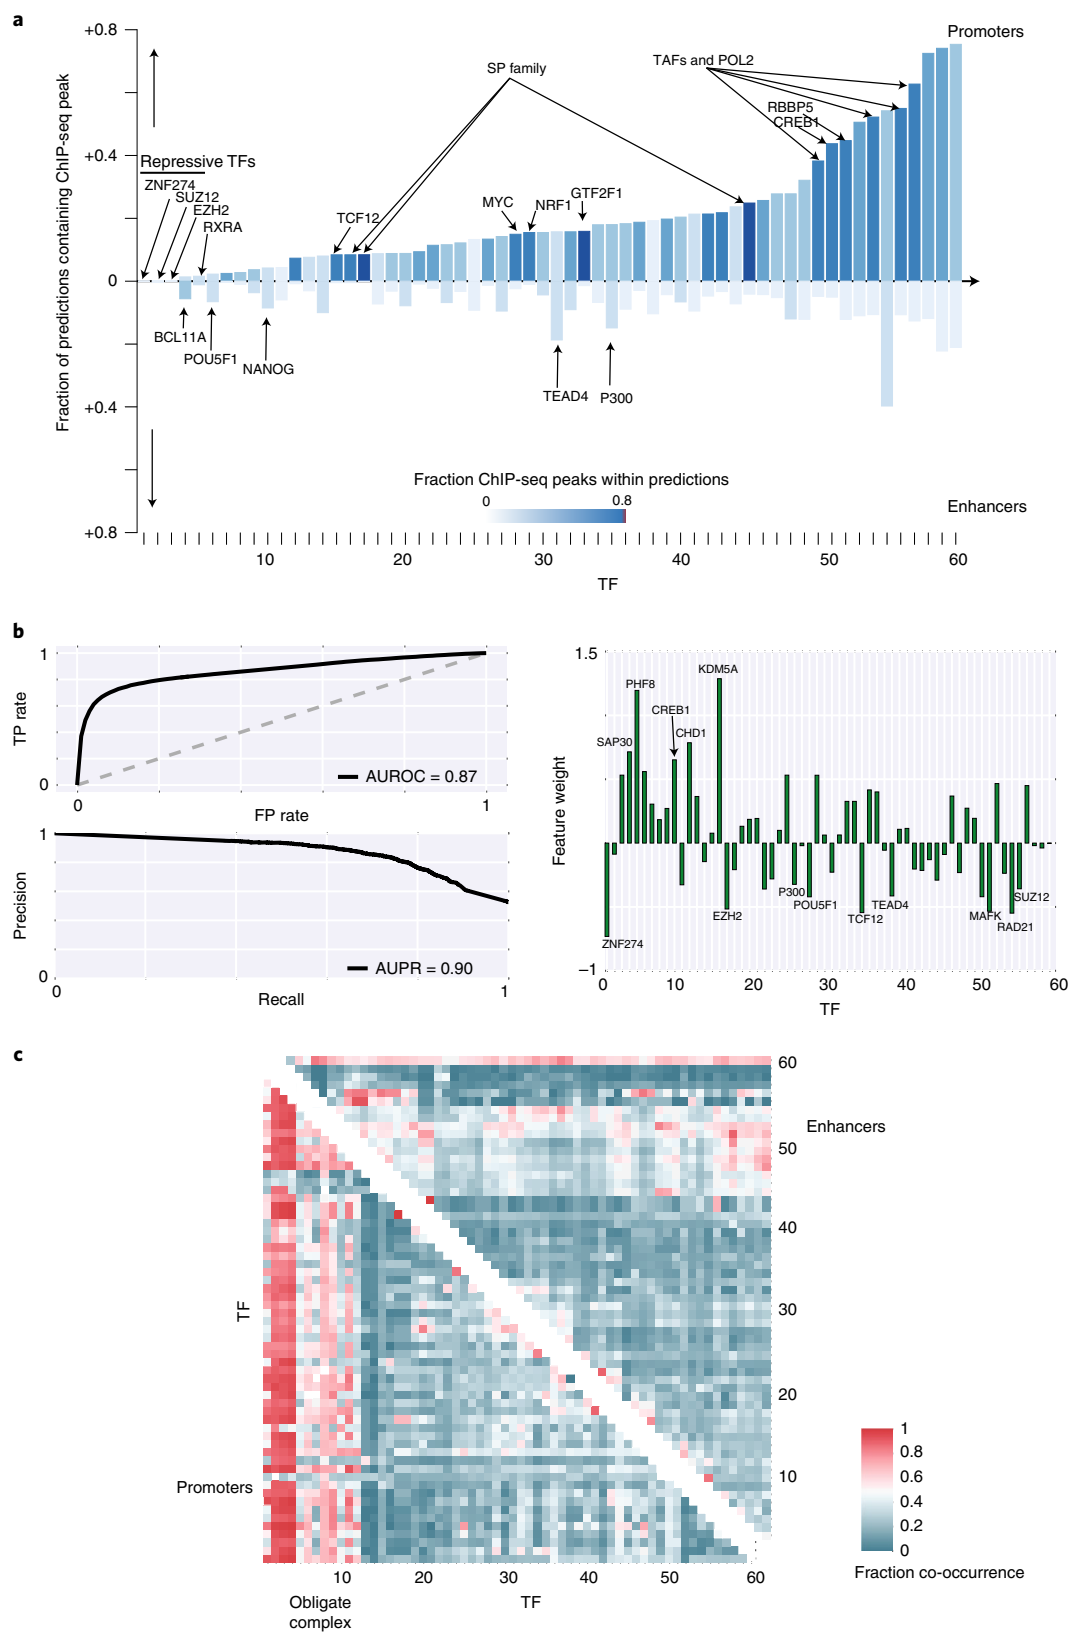 a
+0.8
+0.4
0
+0.4
+0.8
Fraction of predictions containing ChIP-seq peak
Promoters
SP family
TAFs and POL2
RBBP5
CREB1
Repressive TFs
ZNF274
SUZ12
EZH2
RXRA
TCF12
MYC
NRF1
GTF2F1
BCL11A
POU5F1
NANOG
TEAD4
P300
Fraction ChIP-seq peaks within predictions
0
0.8
Enhancers
10
20
30
40
50
60
TF
b
1
TP rate
0
AUROC = 0.87
0
1
FP rate
1
Precision
0
AUPR = 0.90
0
1
Recall
1.5
Feature weight
−1
KDM5A
PHF8
CREB1
CHD1
SAP30
P300
POU5F1
TEAD4
EZH2
TCF12
MAFK
SUZ12
RAD21
ZNF274
0
10
20
30
40
50
60
TF
c
60
Enhancers
50
40
30
20
10
TF
Promoters
10
20
30
40
50
60
Obligate
complex
TF
1
0.8
0.6
0.4
0.2
0
Fraction co-occurrence